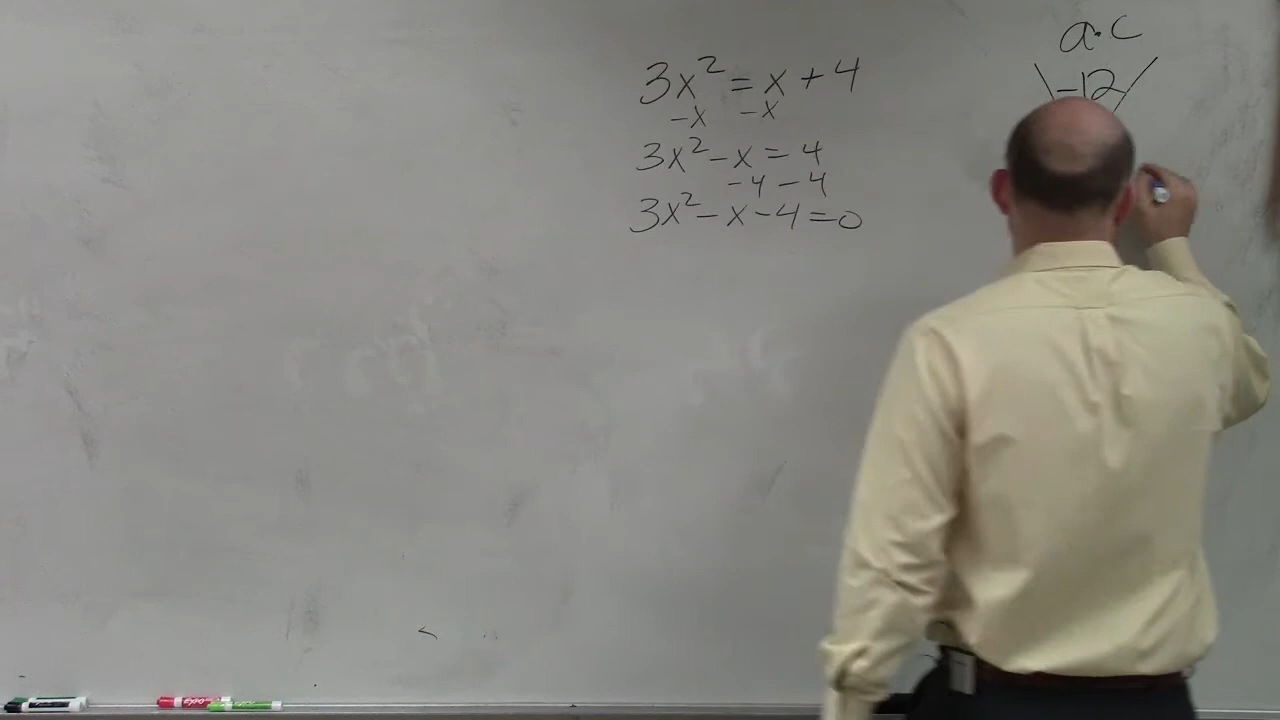 3x² = x + 4
-x -x
3x² - x = 4
-4 - 4
3x² - x - 4 = 0
a·c
-12